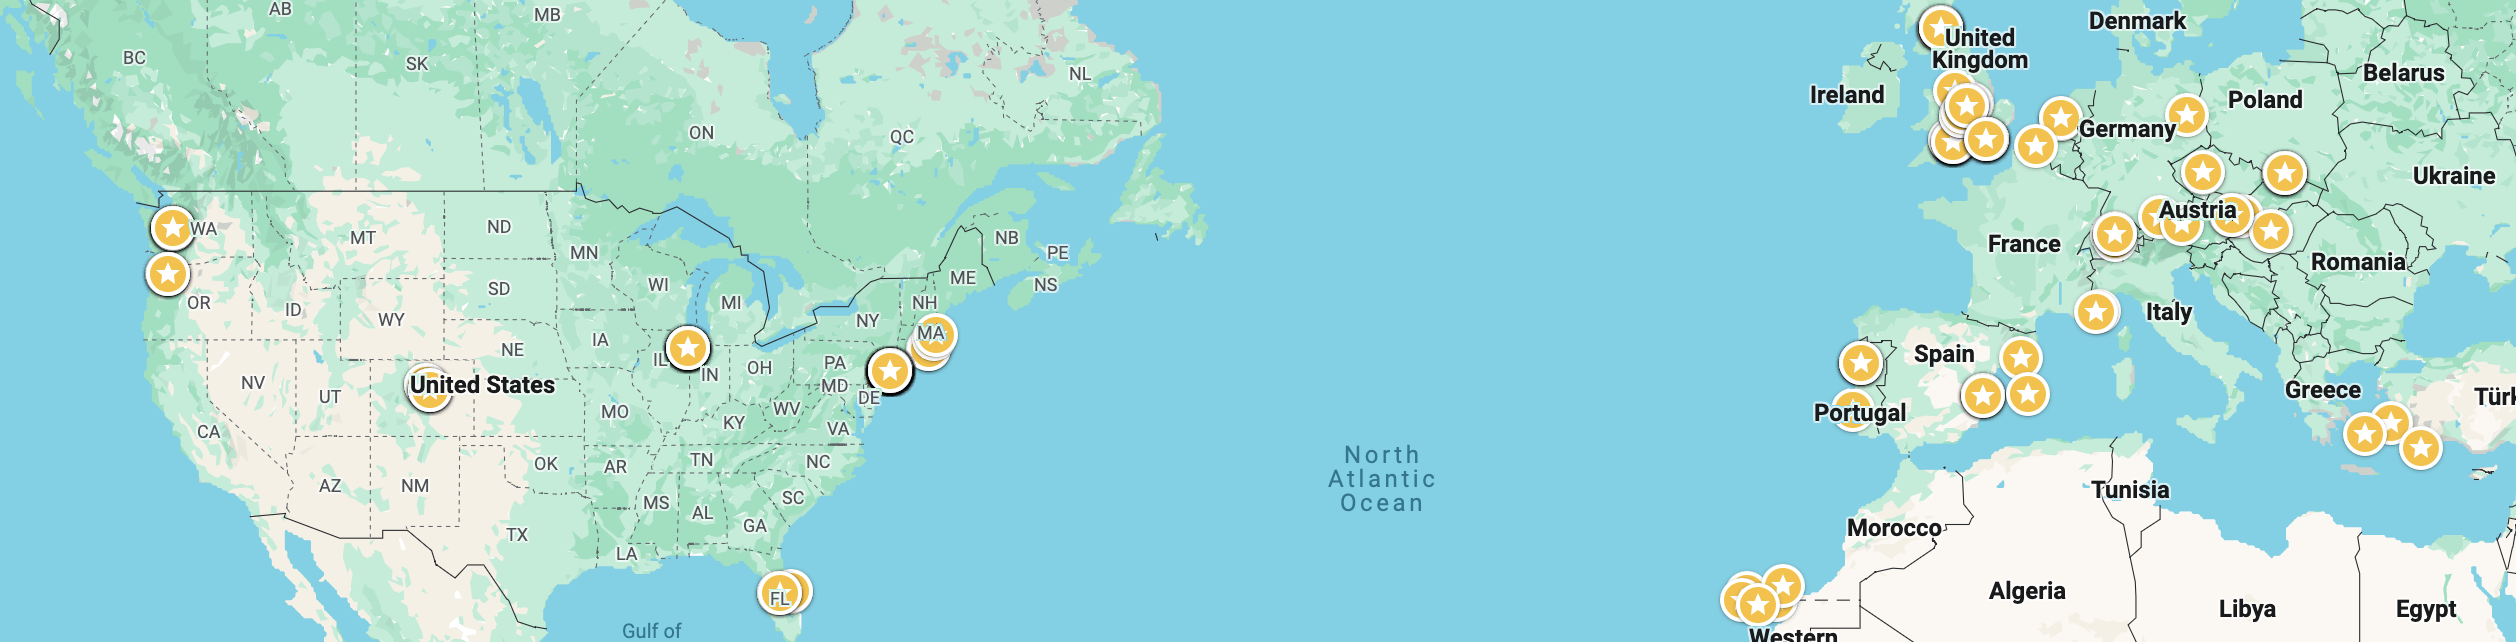 AB
MB
BC
SK
NL
ON
QC
WA
MT
ND
MN
NB
PE
ME
NS
OR
ID
SD
WI
MI
NH
WY
NY
MA
IA
NE
IL
IN
OH
PA
MD
DE
NV
UT
United States
MO
WV
KY
VA
CA
OK
AR
TN
NC
AZ
NM
MS
AL
SC
GA
TX
LA
FL
Gulf of
North
Atlantic
Ocean
Denmark
United
Kingdom
Ireland
Belarus
Poland
Germany
Ukraine
Austria
France
Romania
Italy
Spain
Greece
Türk
Portugal
Tunisia
Morocco
Algeria
Libya
Egypt
Western